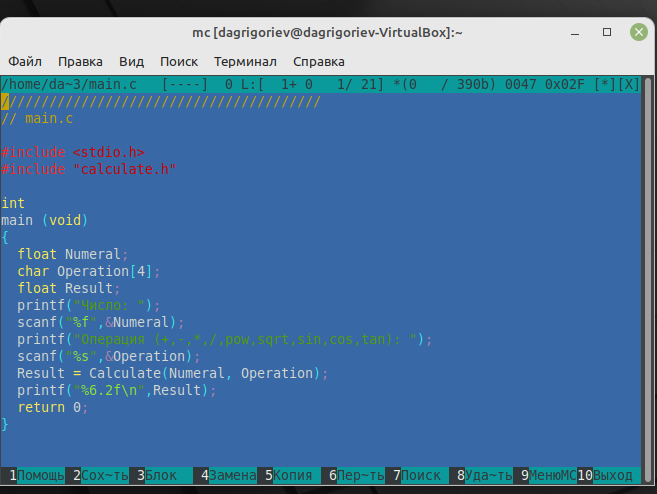 mc [dagrigoriev@dagrigoriev-VirtualBox]:~
Файл Правка Вид Поиск Терминал Справка
/home/da~3/main.c [----] 0 L:[ 1+ 0 1/ 21] *(0 / 390b) 0047 0x02F [*][X]
////////////////////////////////////////
// main.c
#include <stdio.h>
#include "calculate.h"
int
main (void)
{
float Numeral;
char Operation[4];
float Result;
printf("Число: ");
scanf("%f",&Numeral);
printf("Операция (+,-,*,/,pow,sqrt,sin,cos,tan): ");
scanf("%s",&Operation);
Result = Calculate(Numeral, Operation);
printf("%6.2f\n",Result);
return 0;
}
1Помощь 2Сох~ть 3Блок 4Замена 5Копия 6Пер~ть 7Поиск 8Уда~ть 9МенюMC 10Выход